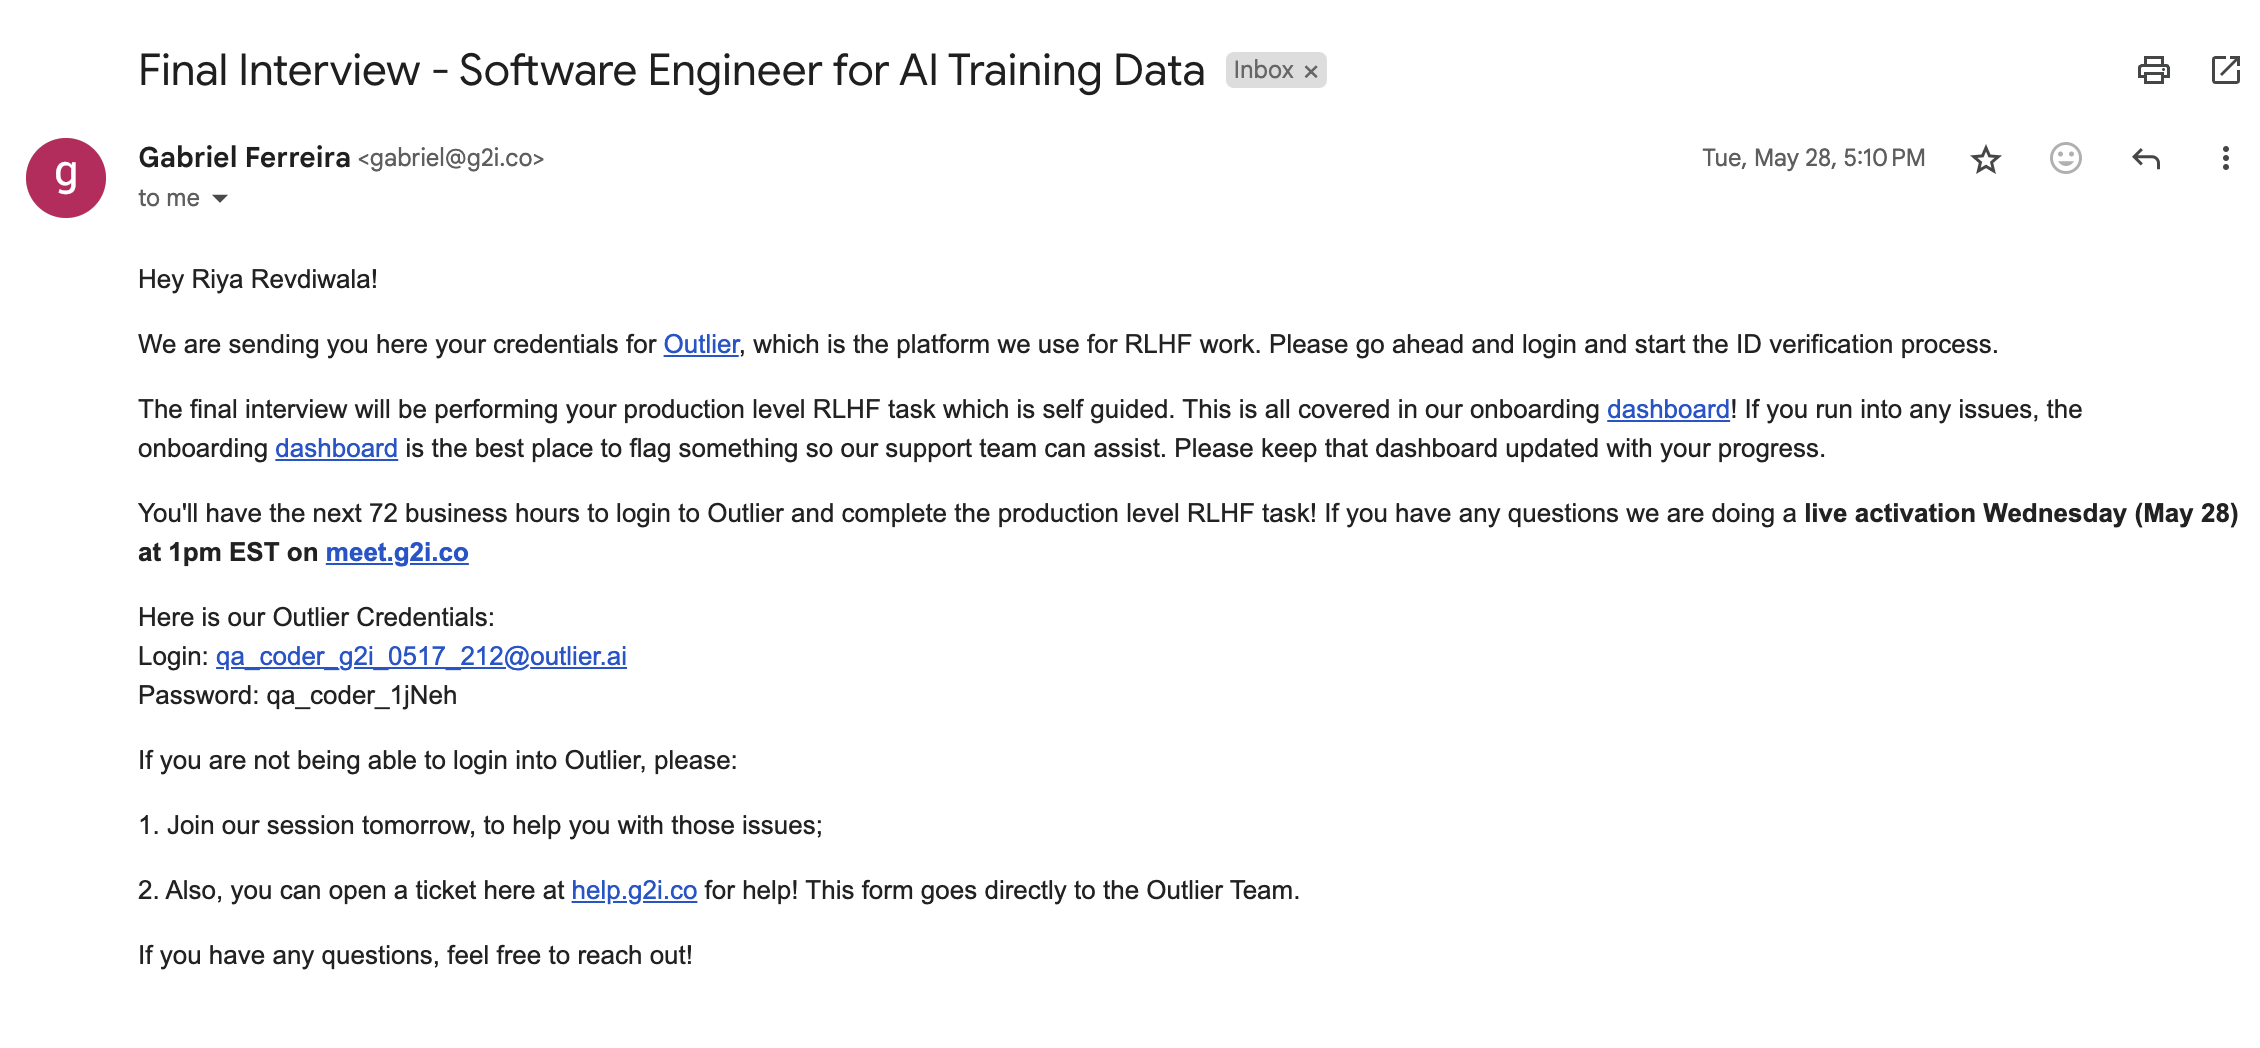 Final Interview - Software Engineer for AI Training Data Inbox ×
g
Gabriel Ferreira <gabriel@g2i.co> Tue, May 28, 5:10 PM
to me
Hey Riya Revdiwala!
We are sending you here your credentials for Outlier, which is the platform we use for RLHF work. Please go ahead and login and start the ID verification process.
The final interview will be performing your production level RLHF task which is self guided. This is all covered in our onboarding dashboard! If you run into any issues, the
onboarding dashboard is the best place to flag something so our support team can assist. Please keep that dashboard updated with your progress.
You'll have the next 72 business hours to login to Outlier and complete the production level RLHF task! If you have any questions we are doing a live activation Wednesday (May 28)
at 1pm EST on meet.g2i.co
Here is our Outlier Credentials:
Login: qa_coder_g2i_0517_212@outlier.ai
Password: qa_coder_1jNeh
If you are not being able to login into Outlier, please:
1. Join our session tomorrow, to help you with those issues;
2. Also, you can open a ticket here at help.g2i.co for help! This form goes directly to the Outlier Team.
If you have any questions, feel free to reach out!